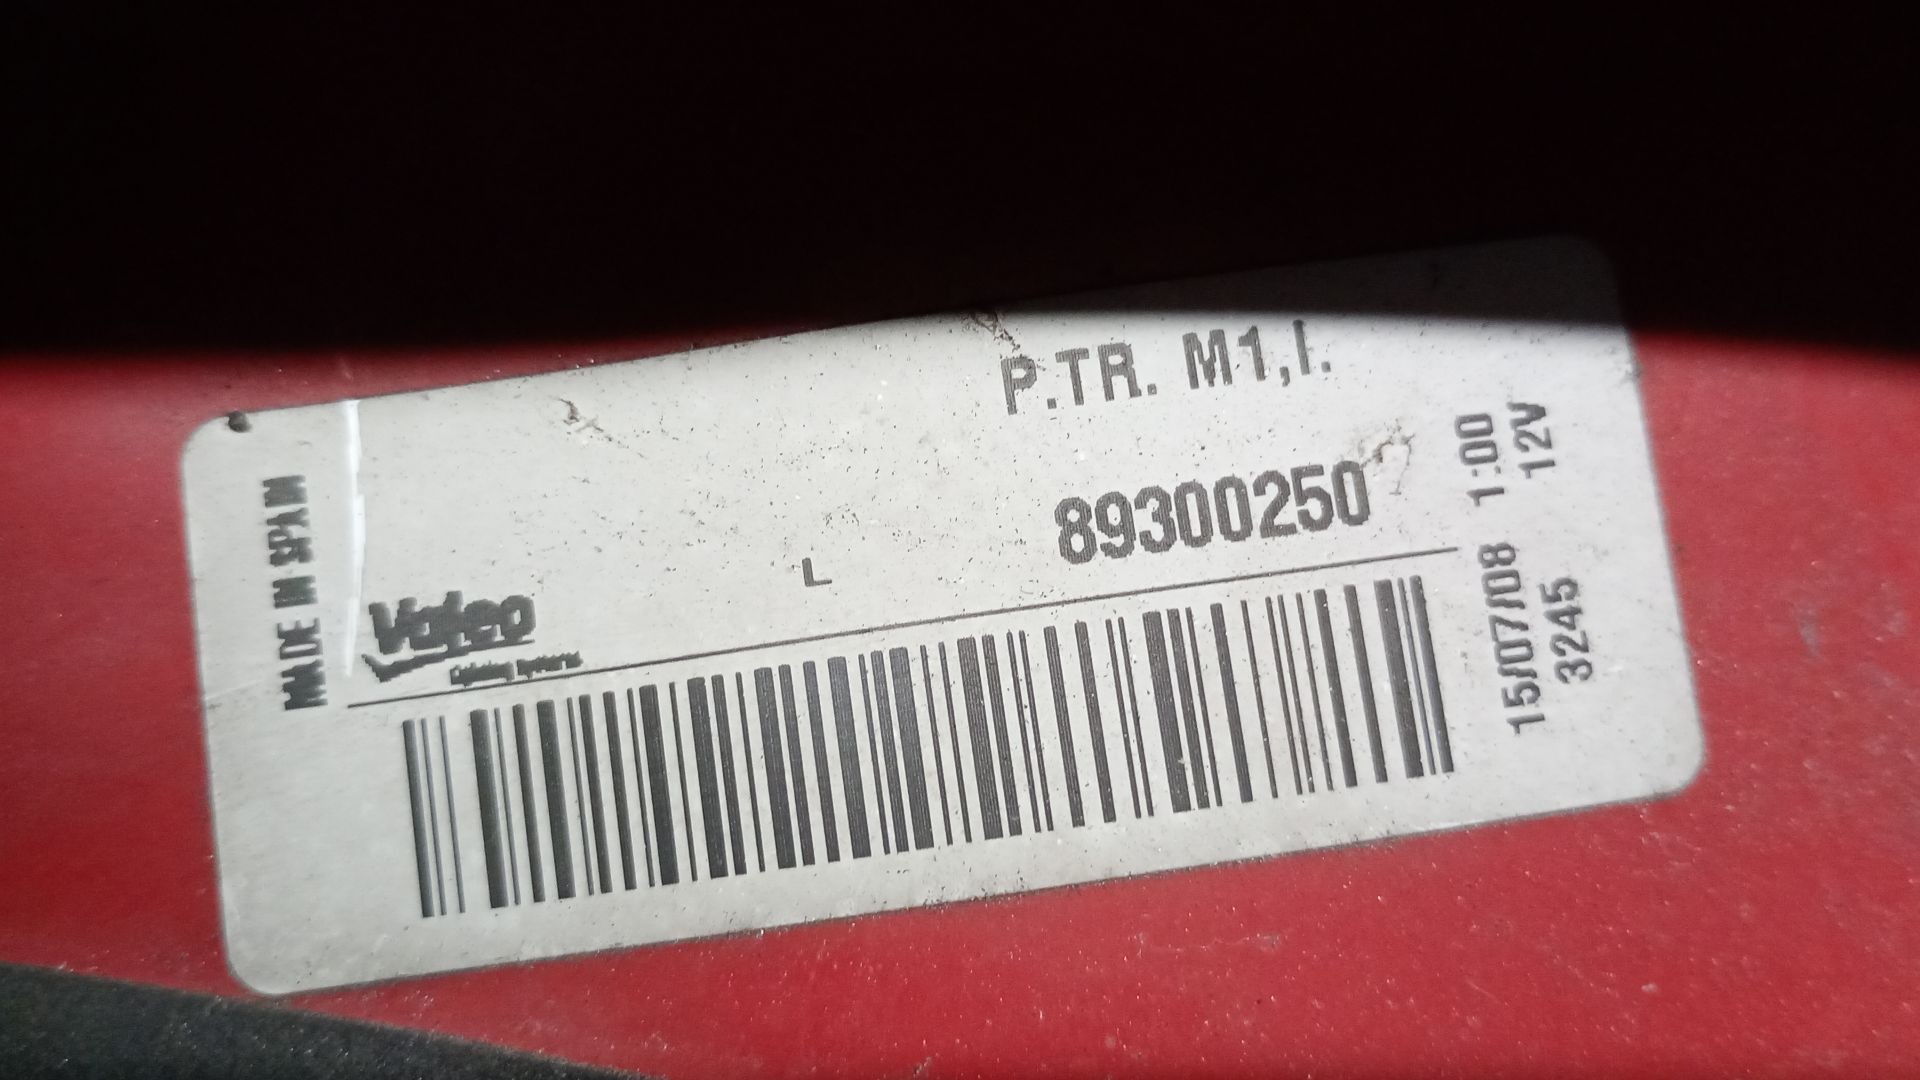 P.TR. M1,I.
89300250
L
MADE IN SPAIN
Valeo
15/07/08 1:00
3245 12V